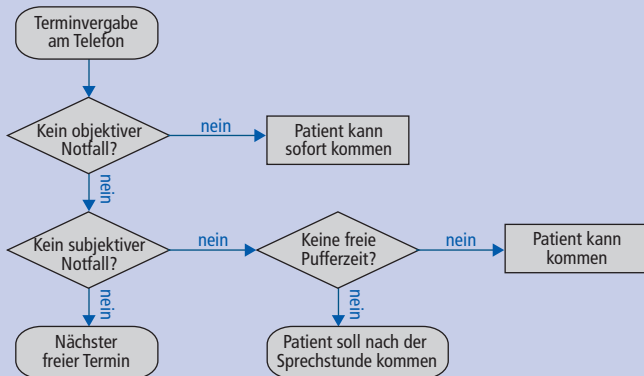 Terminvergabe
am Telefon
Kein objektiver
Notfall?
nein
Patient kann
sofort kommen
nein
Kein subjektiver
Notfall?
nein
Keine freie
Pufferzeit?
nein
Patient kann
kommen
nein
nein
Nächster
freier Termin
Patient soll nach der
Sprechstunde kommen